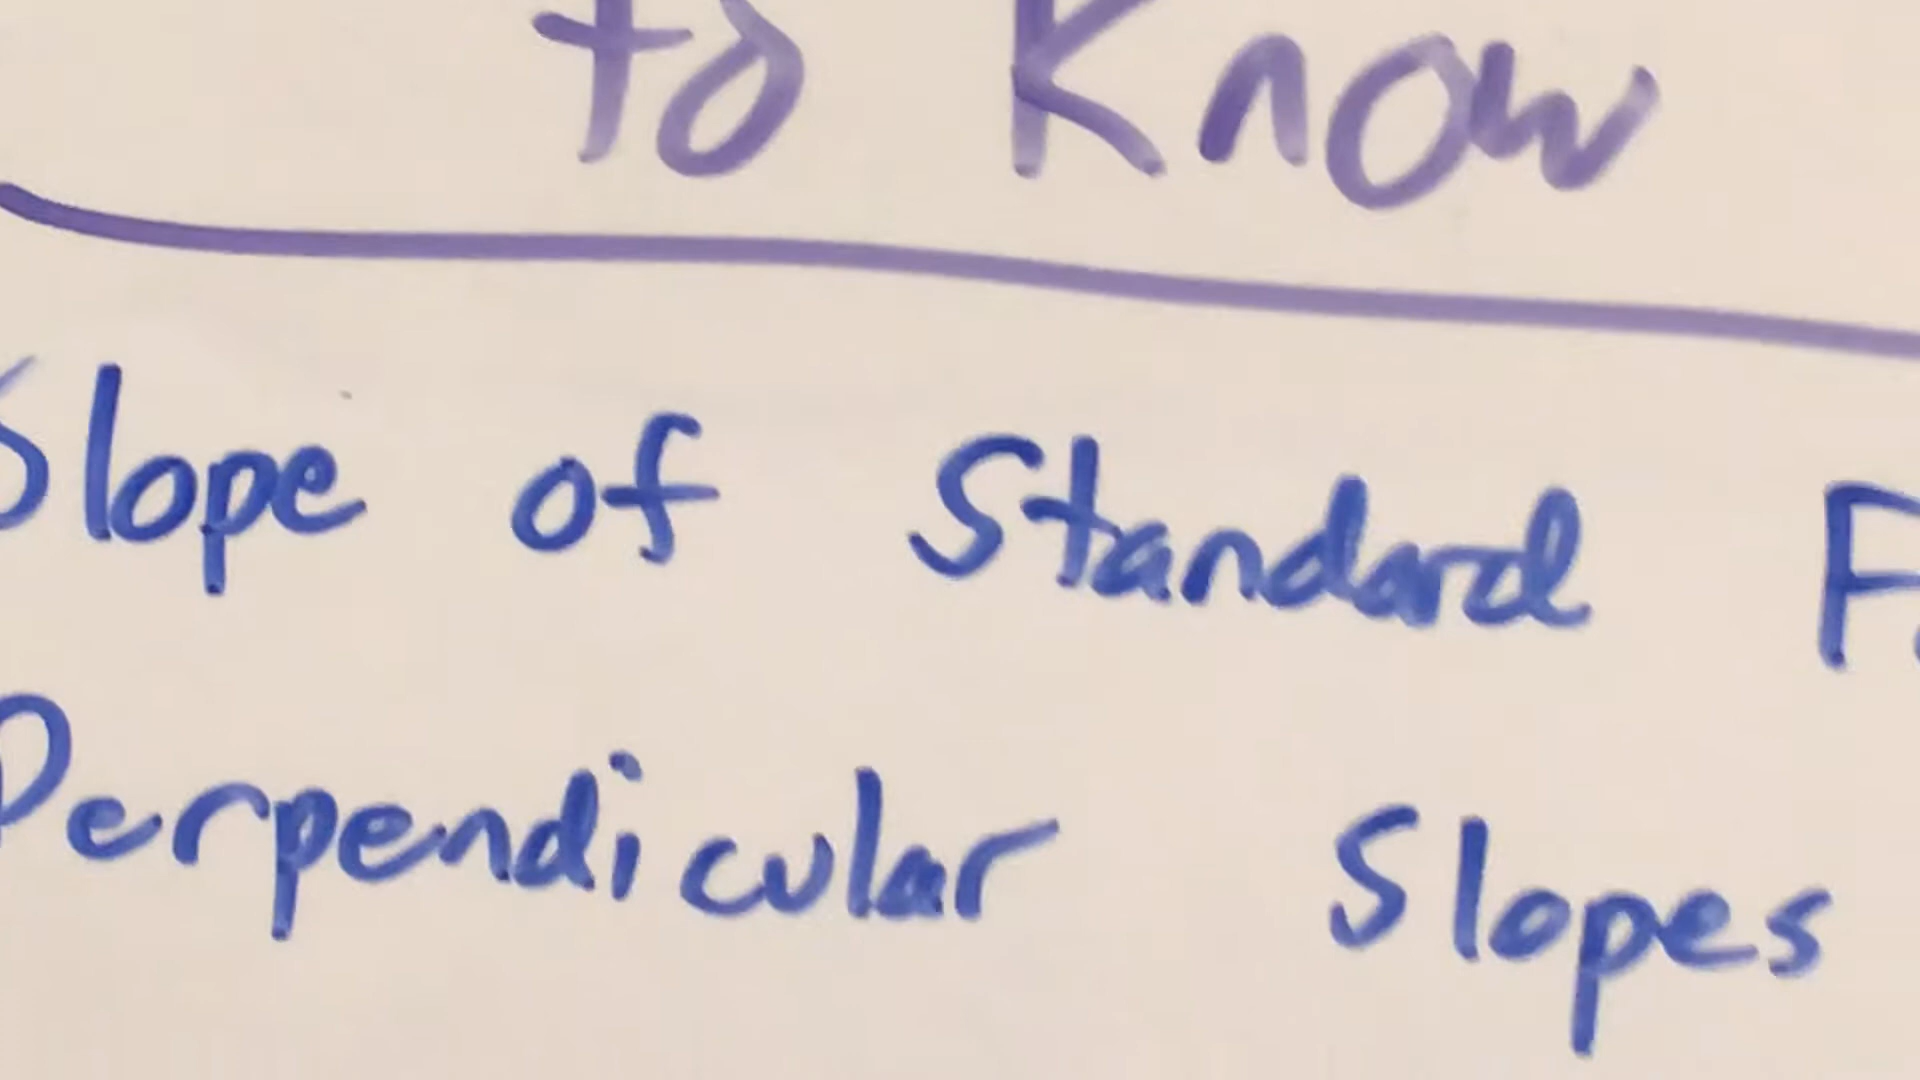 to Know
Slope of Standard F
Perpendicular Slopes